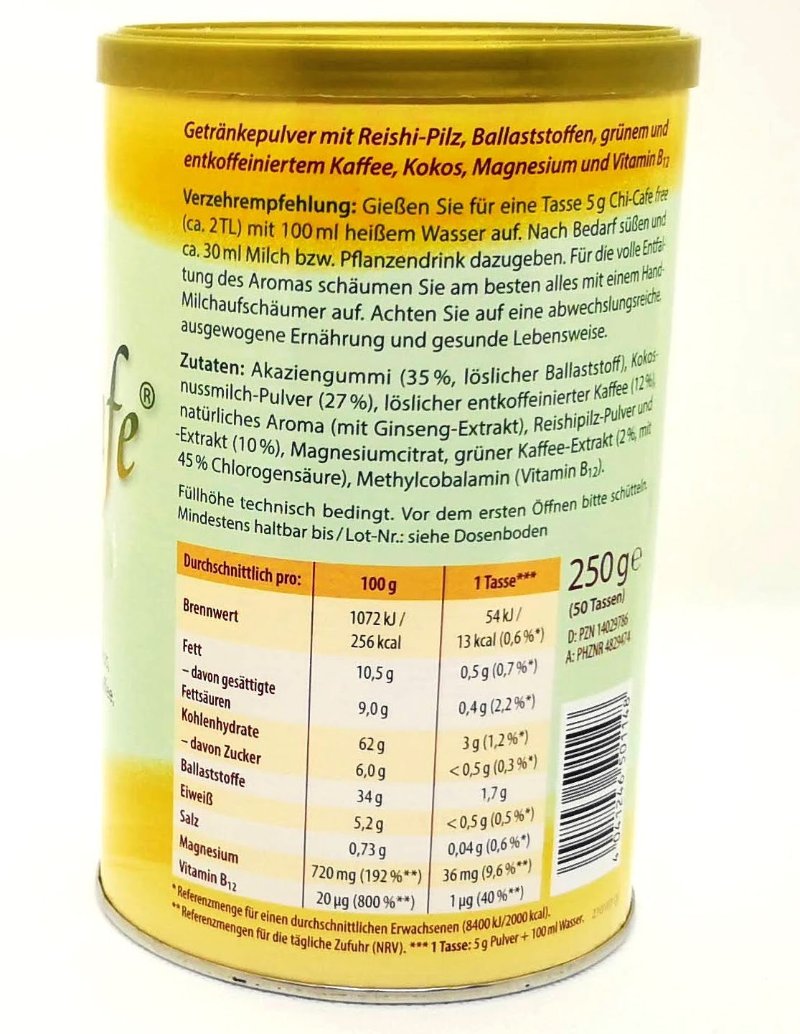 Getränkepulver mit Reishi-Pilz, Ballaststoffen, grünem und
entkoffeiniertem Kaffee, Kokos, Magnesium und Vitamin B12
Verzehrempfehlung: Gießen Sie für eine Tasse 5 g Chi-Cafe free
(ca. 2TL) mit 100 ml heißem Wasser auf. Nach Bedarf süßen und
ca. 30 ml Milch bzw. Pflanzendrink dazugeben. Für die volle Entfal-
tung des Aromas schäumen Sie am besten alles mit einem Hand-
Milchaufschäumer auf. Achten Sie auf eine abwechslungsreiche,
ausgewogene Ernährung und gesunde Lebensweise.
Zutaten: Akaziengummi (35 %, löslicher Ballaststoff), Kokos-
nussmilch-Pulver (27 %), löslicher entkoffeinierter Kaffee (12 %),
natürliches Aroma (mit Ginseng-Extrakt), Reishipilz-Pulver und
-Extrakt (10 %), Magnesiumcitrat, grüner Kaffee-Extrakt (2 %, mit
45 % Chlorogensäure), Methylcobalamin (Vitamin B12).
fe®
Füllhöhe technisch bedingt. Vor dem ersten Öffnen bitte schütteln.
Mindestens haltbar bis / Lot-Nr.: siehe Dosenboden
Durchschnittlich pro: 100 g 1 Tasse***
Brennwert 1072 kJ / 54 kJ /
256 kcal 13 kcal (0,6 %*)
Fett 10,5 g 0,5 g (0,7 %*)
– davon gesättigte
Fettsäuren 9,0 g 0,4 g (2,2 %*)
Kohlenhydrate 62 g 3 g (1,2 %*)
– davon Zucker 6,0 g < 0,5 g (0,3 %*)
Ballaststoffe 34 g 1,7 g
Eiweiß 5,2 g < 0,5 g (0,5 %*)
Salz 0,73 g 0,04 g (0,6 %*)
Magnesium 720 mg (192 %**) 36 mg (9,6 %**)
Vitamin B12 20 µg (800 %**) 1 µg (40 %**)
250 g e
(50 Tassen)
D: PZN 14029786
A: PHZNR 4829474
4 041246 501148
* Referenzmenge für einen durchschnittlichen Erwachsenen (8400 kJ/2000 kcal).
** Referenzmengen für die tägliche Zufuhr (NRV). *** 1 Tasse: 5 g Pulver + 100 ml Wasser.